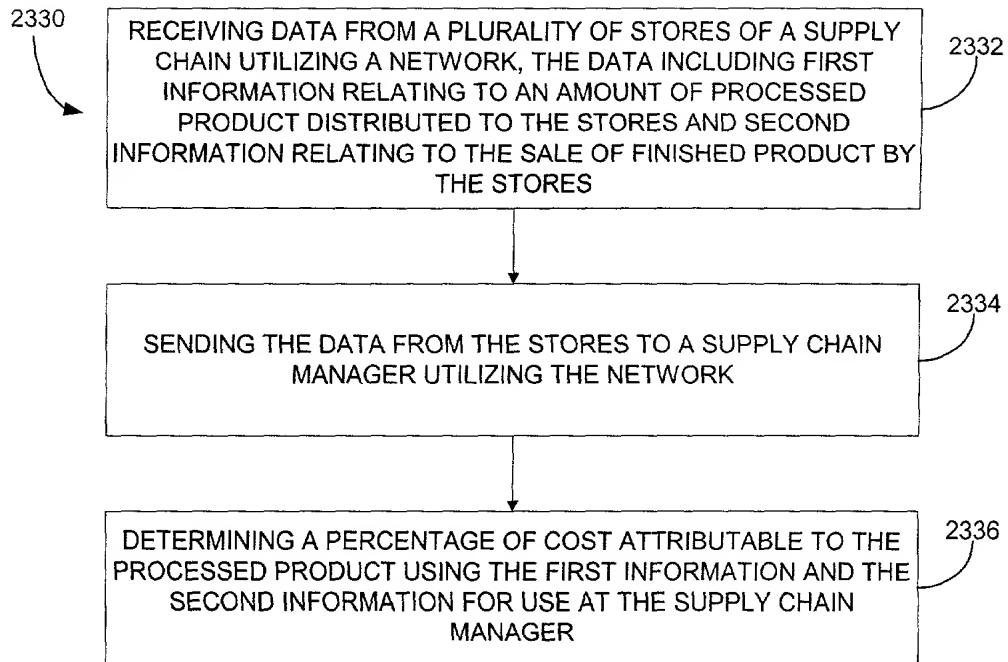 2330
RECEIVING DATA FROM A PLURALITY OF STORES OF A SUPPLY
CHAIN UTILIZING A NETWORK, THE DATA INCLUDING FIRST
INFORMATION RELATING TO AN AMOUNT OF PROCESSED
PRODUCT DISTRIBUTED TO THE STORES AND SECOND
INFORMATION RELATING TO THE SALE OF FINISHED PRODUCT BY
THE STORES
2332
SENDING THE DATA FROM THE STORES TO A SUPPLY CHAIN
MANAGER UTILIZING THE NETWORK
2334
DETERMINING A PERCENTAGE OF COST ATTRIBUTABLE TO THE
PROCESSED PRODUCT USING THE FIRST INFORMATION AND THE
SECOND INFORMATION FOR USE AT THE SUPPLY CHAIN
MANAGER
2336